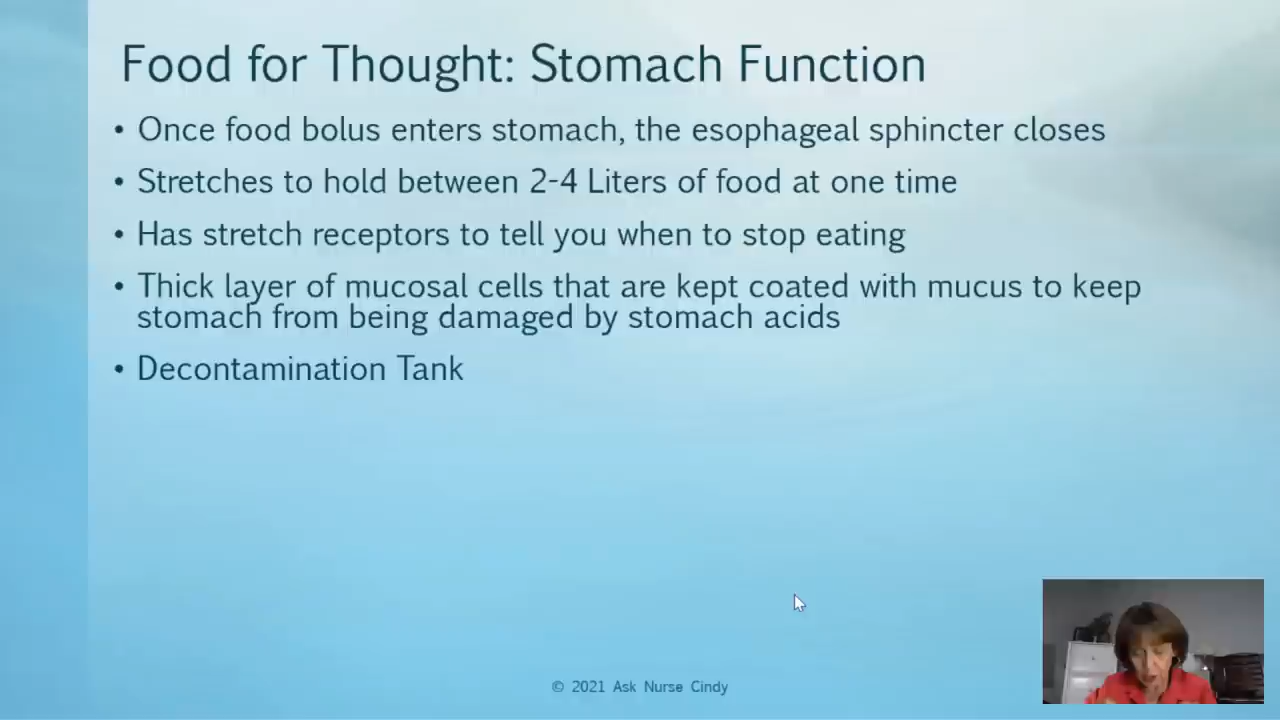 Food for Thought: Stomach Function
• Once food bolus enters stomach, the esophageal sphincter closes
• Stretches to hold between 2-4 Liters of food at one time
• Has stretch receptors to tell you when to stop eating
• Thick layer of mucosal cells that are kept coated with mucus to keep
stomach from being damaged by stomach acids
• Decontamination Tank
© 2021 Ask Nurse Cindy